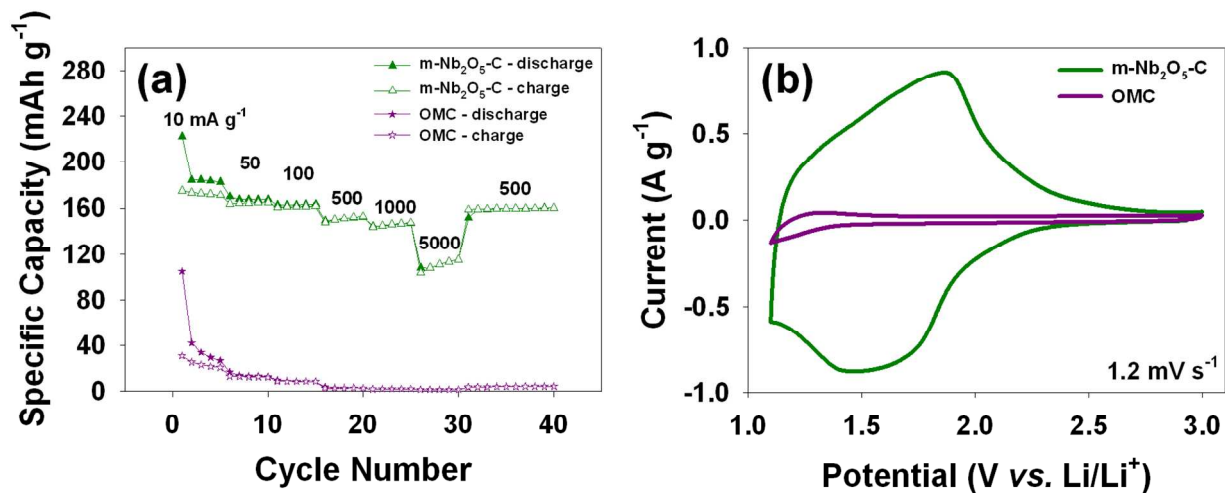 (a)
m-Nb₂O₅-C - discharge
m-Nb₂O₅-C - charge
OMC - discharge
OMC - charge
10 mA g⁻¹
50
100
500
1000
5000
500
280
240
200
160
120
80
40
0
Specific Capacity (mAh g⁻¹)
0 10 20 30 40
Cycle Number
(b)
m-Nb₂O₅-C
OMC
1.0
0.5
0.0
-0.5
-1.0
Current (A g⁻¹)
1.2 mV s⁻¹
1.0 1.5 2.0 2.5 3.0
Potential (V vs. Li/Li⁺)